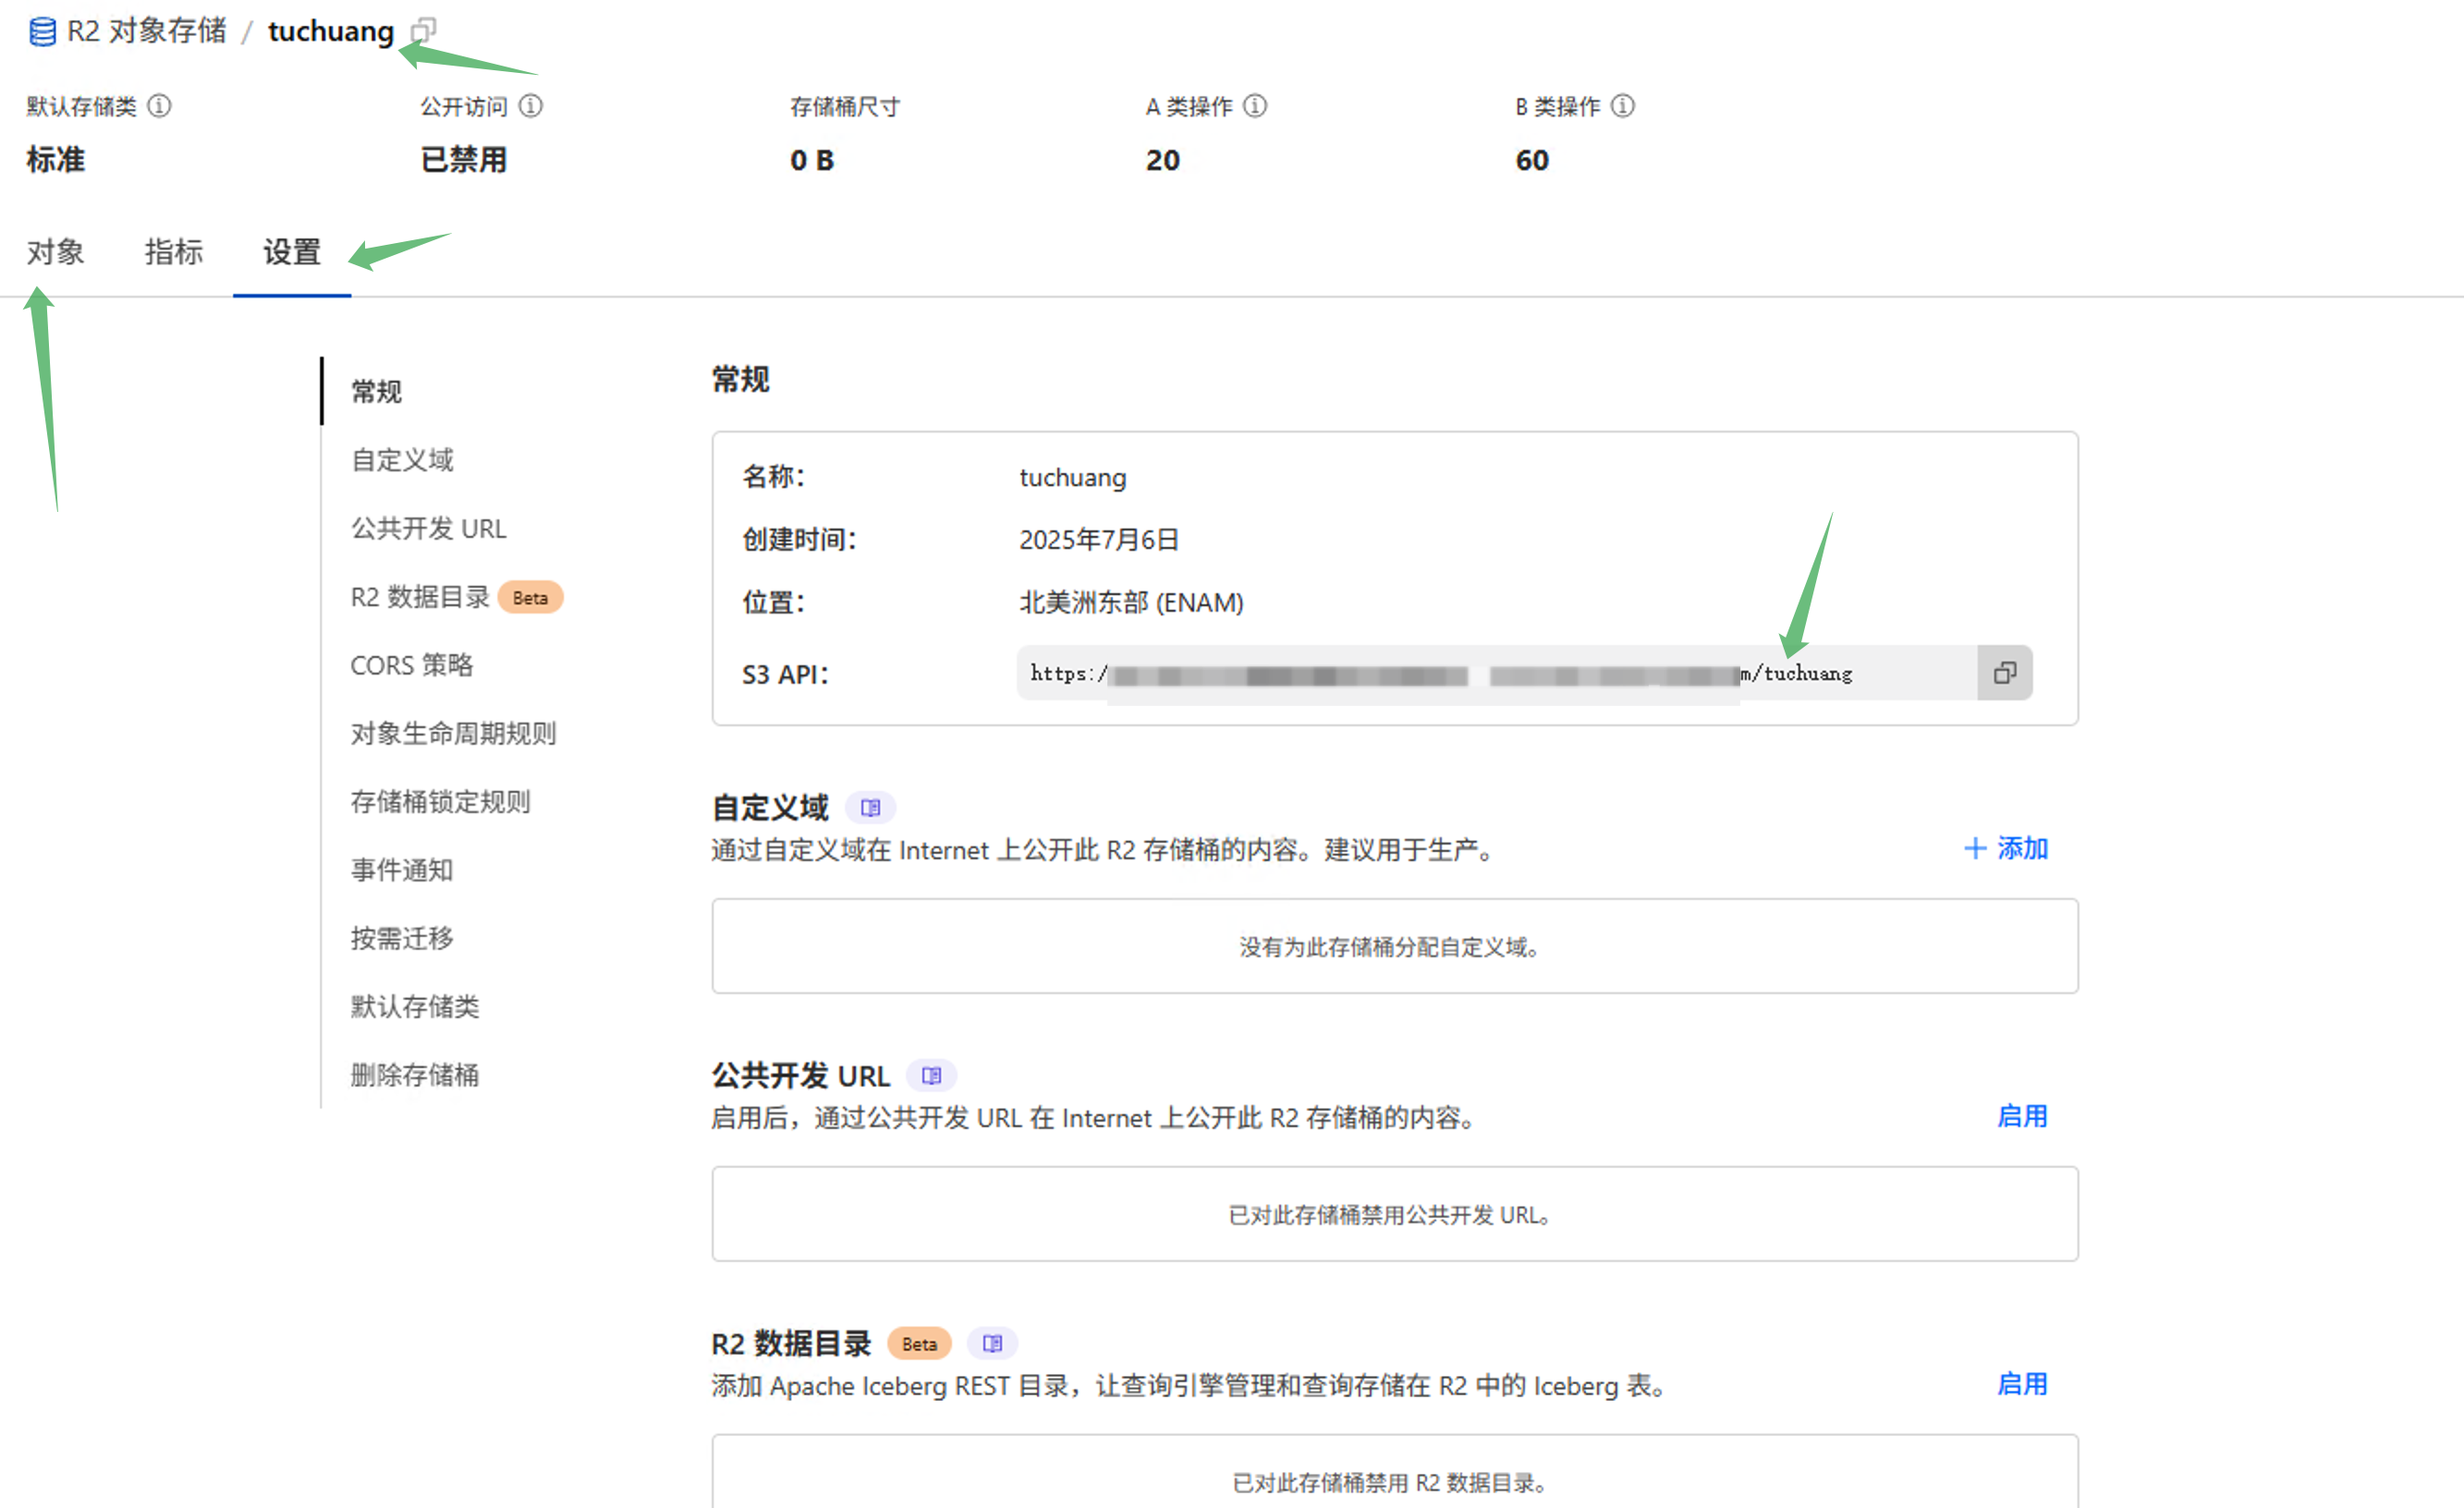 R2 对象存储 / tuchuang
默认存储类 公开访问 存储桶尺寸 A 类操作 B 类操作
标准 已禁用 0 B 20 60
对象 指标 设置
常规
自定义域
公共开发 URL
R2 数据目录 Beta
CORS 策略
对象生命周期规则
存储桶锁定规则
事件通知
按需迁移
默认存储类
删除存储桶
常规
名称： tuchuang
创建时间： 2025年7月6日
位置： 北美洲东部 (ENAM)
S3 API： https:/ m/tuchuang
自定义域
通过自定义域在 Internet 上公开此 R2 存储桶的内容。建议用于生产。
+ 添加
没有为此存储桶分配自定义域。
公共开发 URL
启用后，通过公共开发 URL 在 Internet 上公开此 R2 存储桶的内容。
启用
已对此存储桶禁用公共开发 URL。
R2 数据目录 Beta
添加 Apache Iceberg REST 目录，让查询引擎管理和查询存储在 R2 中的 Iceberg 表。
启用
已对此存储桶禁用 R2 数据目录。